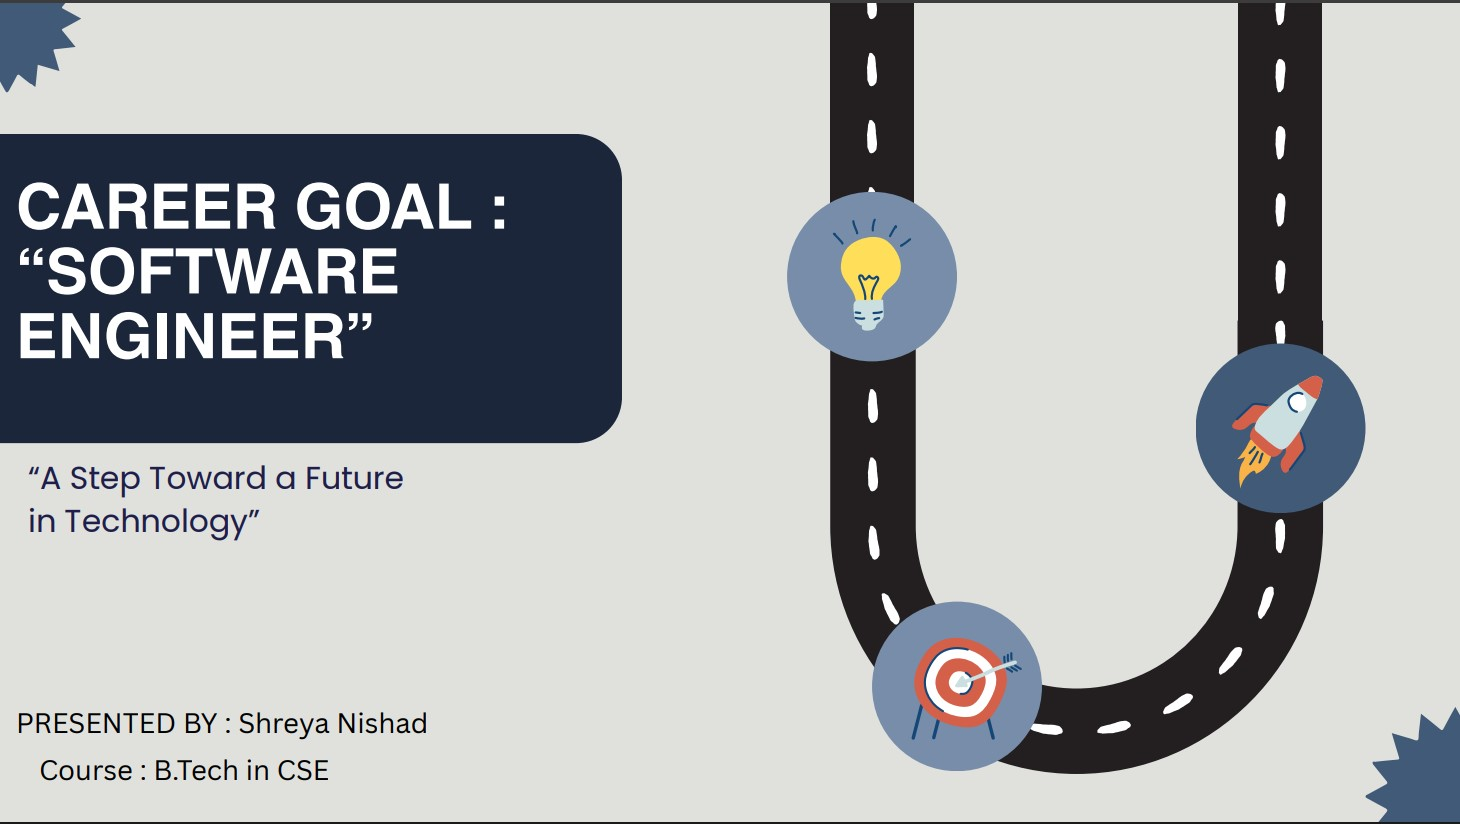 CAREER GOAL :
“SOFTWARE
ENGINEER”
“A Step Toward a Future
in Technology”
PRESENTED BY : Shreya Nishad
Course : B.Tech in CSE